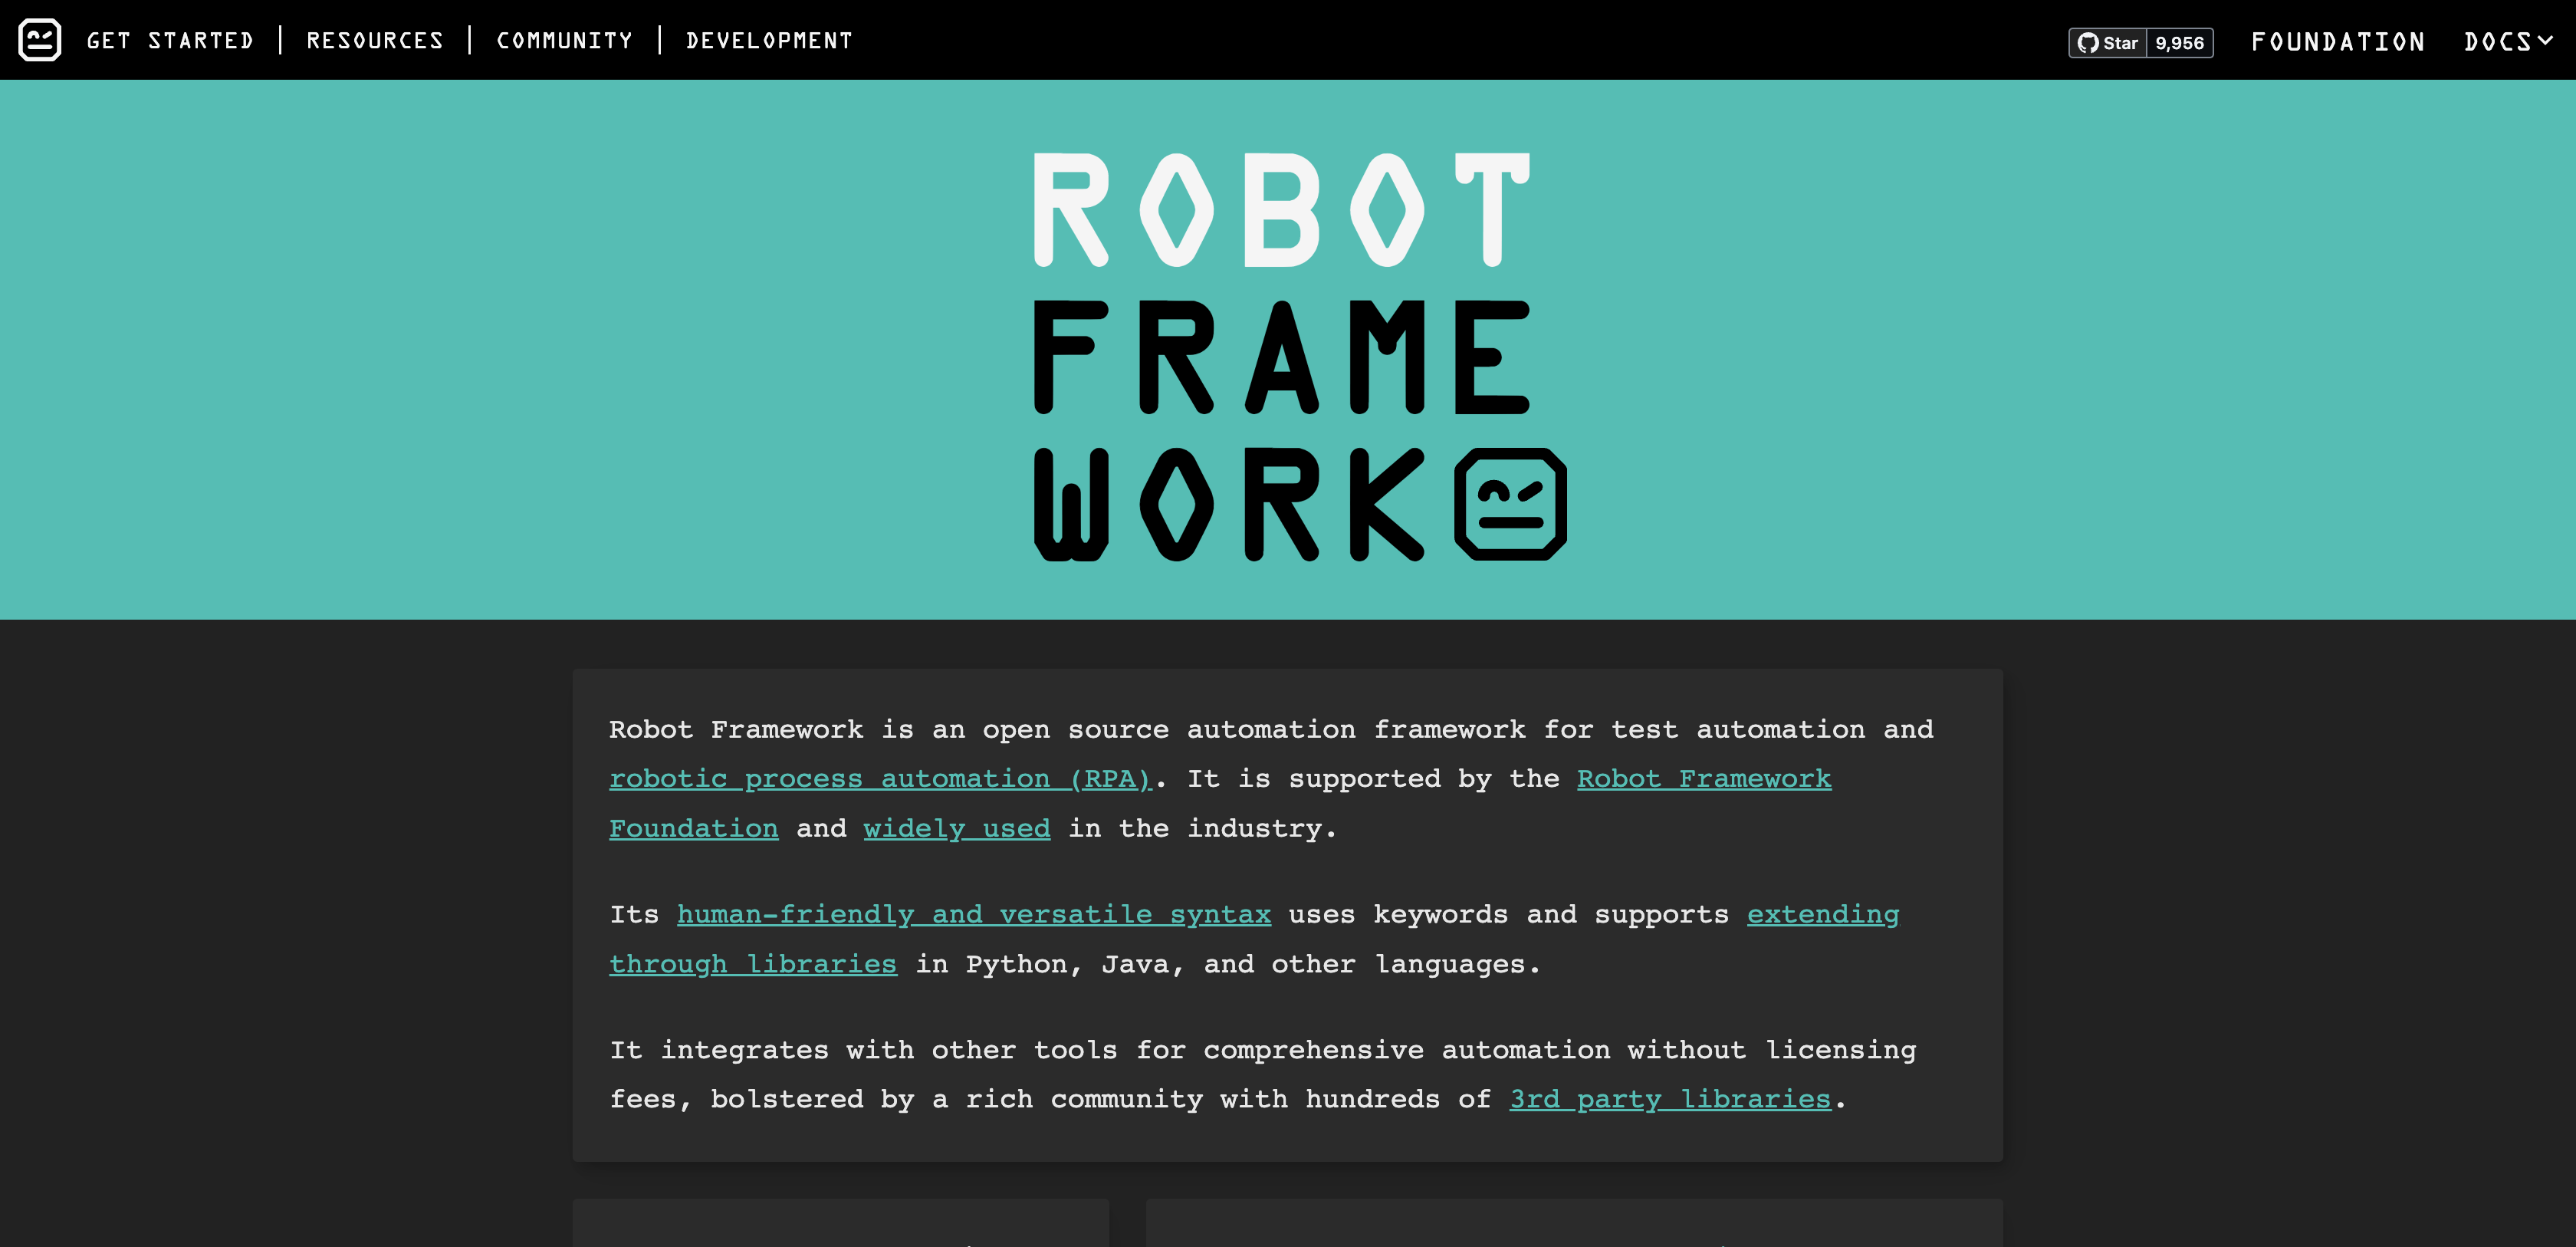 GET STARTED | RESOURCES | COMMUNITY | DEVELOPMENT
Star 9,956 FOUNDATION DOCS
ROBOT
FRAME
WORK
Robot Framework is an open source automation framework for test automation and
robotic process automation (RPA). It is supported by the Robot Framework
Foundation and widely used in the industry.
Its human-friendly and versatile syntax uses keywords and supports extending
through libraries in Python, Java, and other languages.
It integrates with other tools for comprehensive automation without licensing
fees, bolstered by a rich community with hundreds of 3rd party libraries.